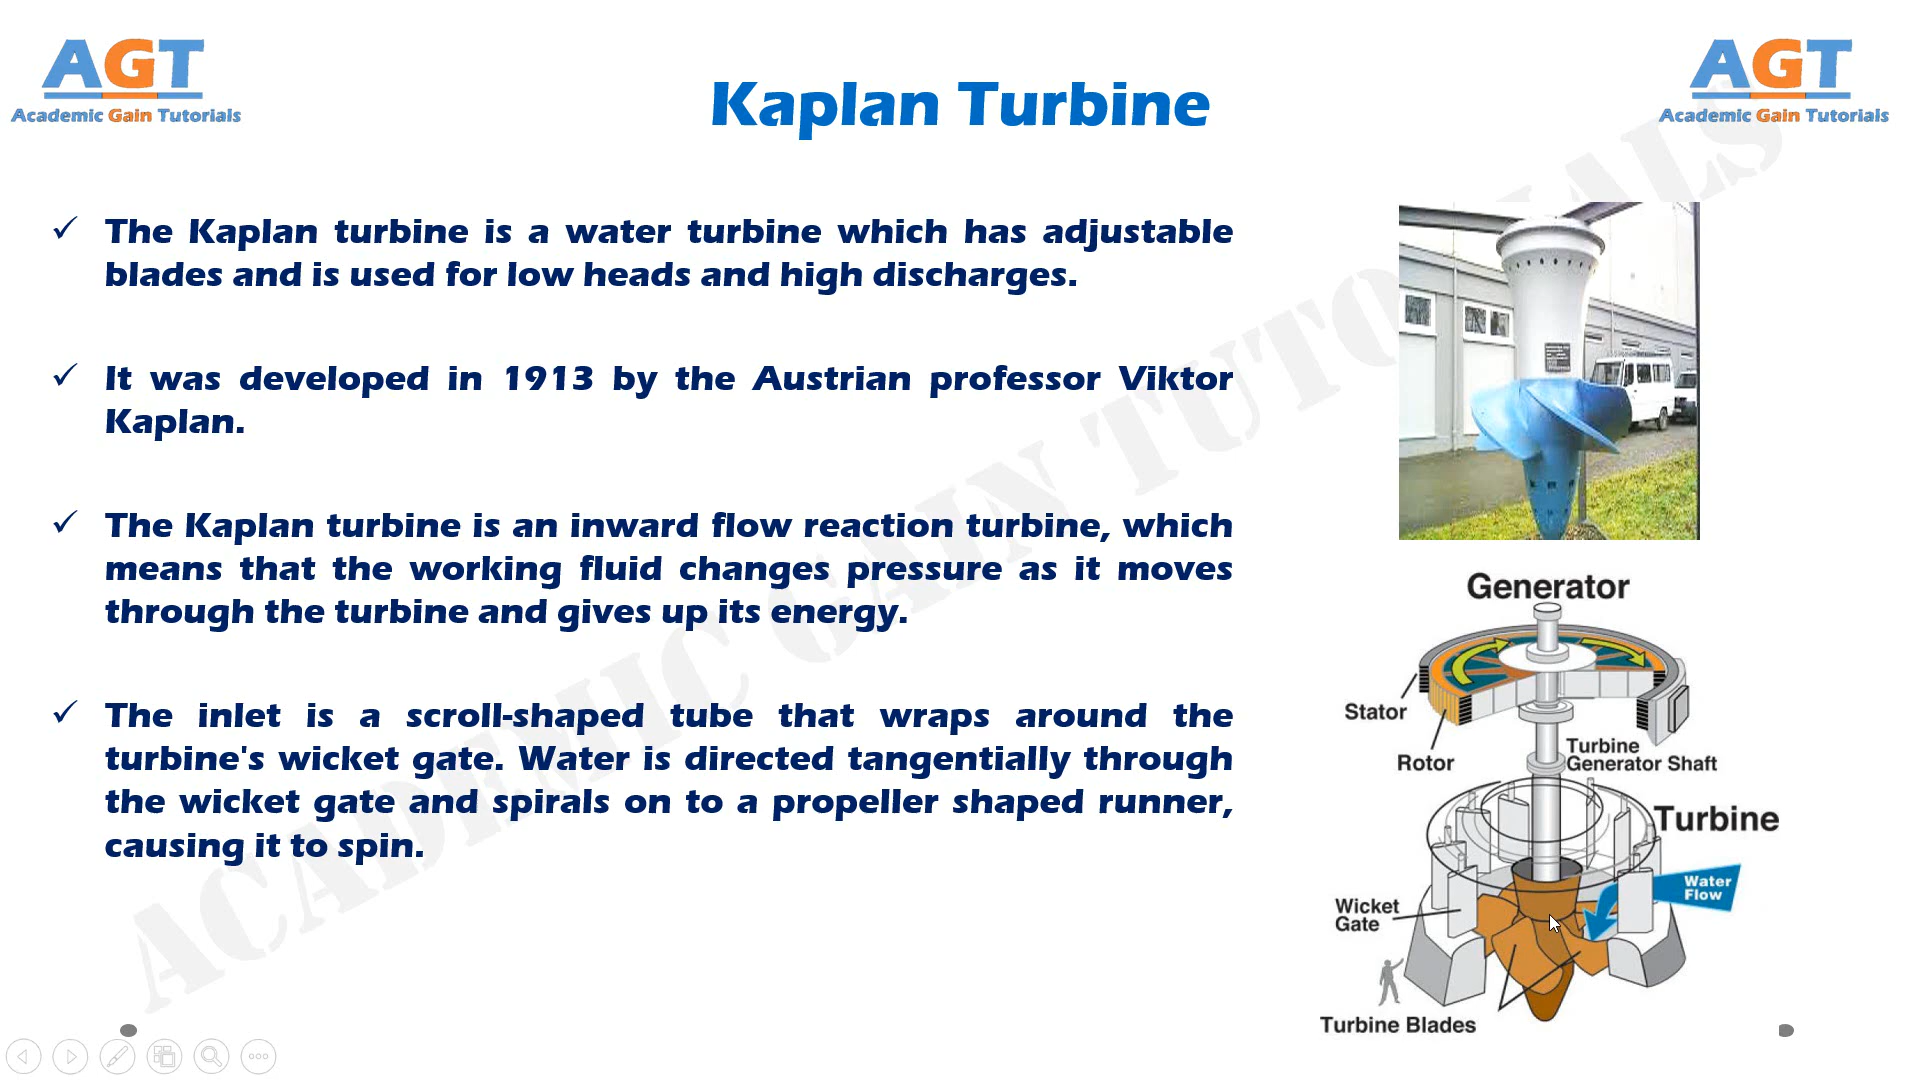 AGT
Academic Gain Tutorials
AGT
Academic Gain Tutorials
Kaplan Turbine
The Kaplan turbine is a water turbine which has adjustable
blades and is used for low heads and high discharges.
It was developed in 1913 by the Austrian professor Viktor
Kaplan.
The Kaplan turbine is an inward flow reaction turbine, which
means that the working fluid changes pressure as it moves
through the turbine and gives up its energy.
The inlet is a scroll-shaped tube that wraps around the
turbine's wicket gate. Water is directed tangentially through
the wicket gate and spirals on to a propeller shaped runner,
causing it to spin.
ACADEMIC GAIN TUTORIALS
Generator
Stator
Rotor
Turbine
Generator Shaft
Turbine
Water
Flow
Wicket
Gate
Turbine Blades